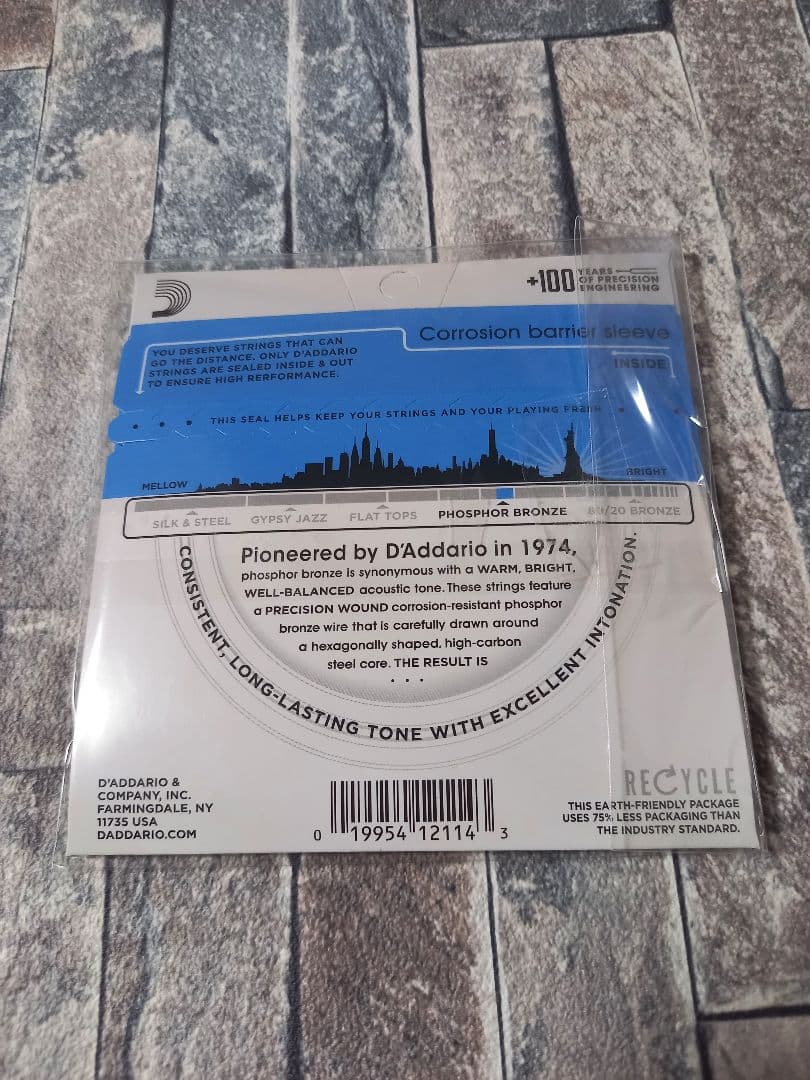 +100 YEARS
OF PRECISION
ENGINEERING
Corrosion barrier sleeve
INSIDE
YOU DESERVE STRINGS THAT CAN
GO THE DISTANCE. ONLY D'ADDARIO
STRINGS ARE SEALED INSIDE & OUT
TO ENSURE HIGH RERFORMANCE.
THIS SEAL HELPS KEEP YOUR STRINGS AND YOUR PLAYING FRESH
MELLOW
BRIGHT
SILK & STEEL GYPSY JAZZ FLAT TOPS PHOSPHOR BRONZE 80/20 BRONZE
Pioneered by D'Addario in 1974,
phosphor bronze is synonymous with a WARM, BRIGHT,
WELL-BALANCED acoustic tone. These strings feature
a PRECISION WOUND corrosion-resistant phosphor
bronze wire that is carefully drawn around
a hexagonally shaped, high-carbon
steel core. THE RESULT IS
. . .
CONSISTENT, LONG-LASTING TONE WITH EXCELLENT INTONATION.
D'ADDARIO &
COMPANY, INC.
FARMINGDALE, NY
11735 USA
DADDARIO.COM
0 19954 12114 3
RECYCLE
THIS EARTH-FRIENDLY PACKAGE
USES 75% LESS PACKAGING THAN
THE INDUSTRY STANDARD.